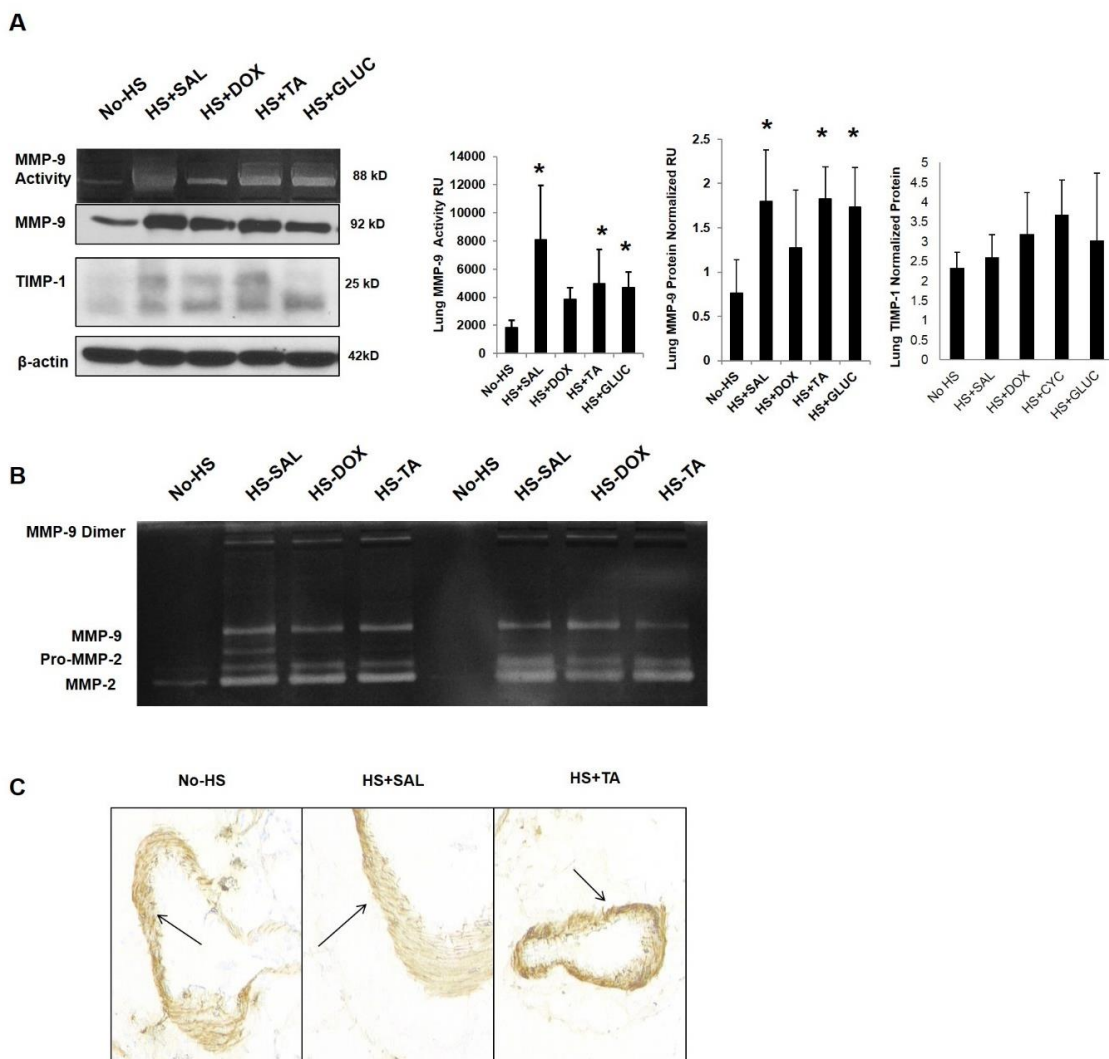 A
No-HS
HS+SAL
HS+DOX
HS+TA
HS+GLUC
MMP-9
Activity
88 kD
MMP-9
92 kD
TIMP-1
25 kD
β-actin
42kD
Lung MMP-9 Activity RU
14000
12000
10000
8000
6000
4000
2000
0
*
*
*
No-HS
HS+SAL
HS+DOX
HS+TA
HS+GLUC
Lung MMP-9 Protein Normalized RU
2.5
2
1.5
1
0.5
0
*
*
*
No-HS
HS+SAL
HS+DOX
HS+TA
HS+GLUC
Lung TIMP-1 Normalized Protein
5
4.5
4
3.5
3
2.5
2
1.5
1
0.5
0
No HS
HS+SAL
HS+DOX
HS+CYC
HS+GLUC
B
No-HS
HS-SAL
HS-DOX
HS-TA
No-HS
HS-SAL
HS-DOX
HS-TA
MMP-9 Dimer
MMP-9
Pro-MMP-2
MMP-2
C
No-HS
HS+SAL
HS+TA